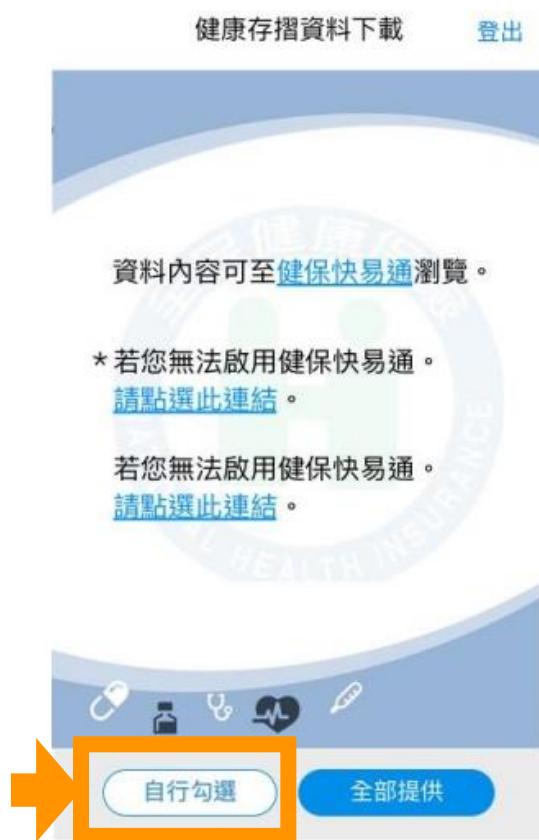 健康存摺資料下載 登出
資料內容可至健保快易通瀏覽。
*若您無法啟用健保快易通。
請點選此連結。
若您無法啟用健保快易通。
請點選此連結。
自行勾選 全部提供